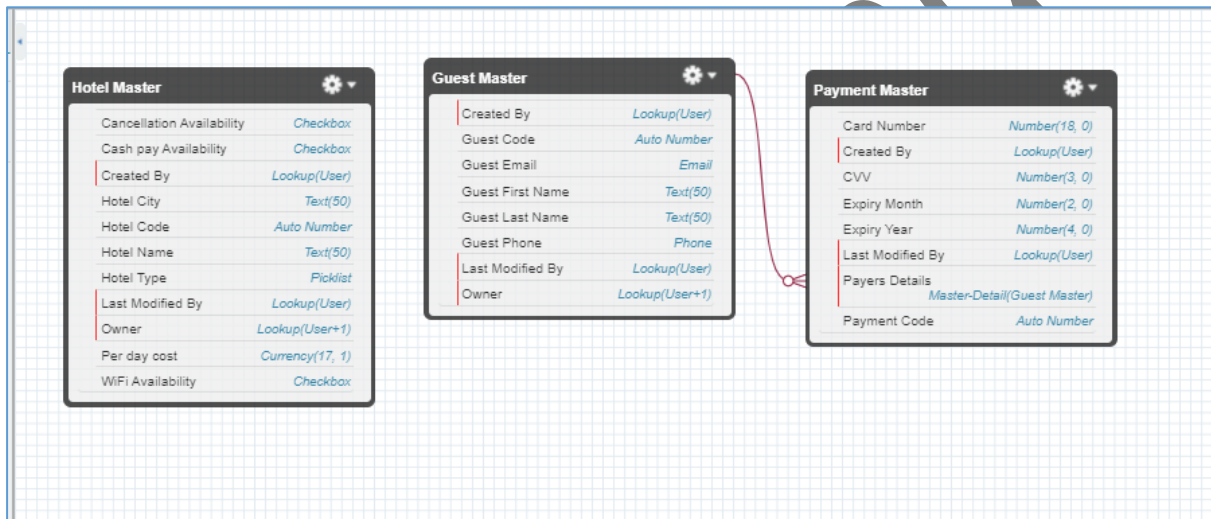 Hotel Master
Cancellation Availability Checkbox
Cash pay Availability Checkbox
Created By Lookup(User)
Hotel City Text(50)
Hotel Code Auto Number
Hotel Name Text(50)
Hotel Type Picklist
Last Modified By Lookup(User)
Owner Lookup(User+1)
Per day cost Currency(17, 1)
WiFi Availability Checkbox
Guest Master
Created By Lookup(User)
Guest Code Auto Number
Guest Email Email
Guest First Name Text(50)
Guest Last Name Text(50)
Guest Phone Phone
Last Modified By Lookup(User)
Owner Lookup(User+1)
Payment Master
Card Number Number(18, 0)
Created By Lookup(User)
CVV Number(3, 0)
Expiry Month Number(2, 0)
Expiry Year Number(4, 0)
Last Modified By Lookup(User)
Payers Details
Master-Detail(Guest Master)
Payment Code Auto Number